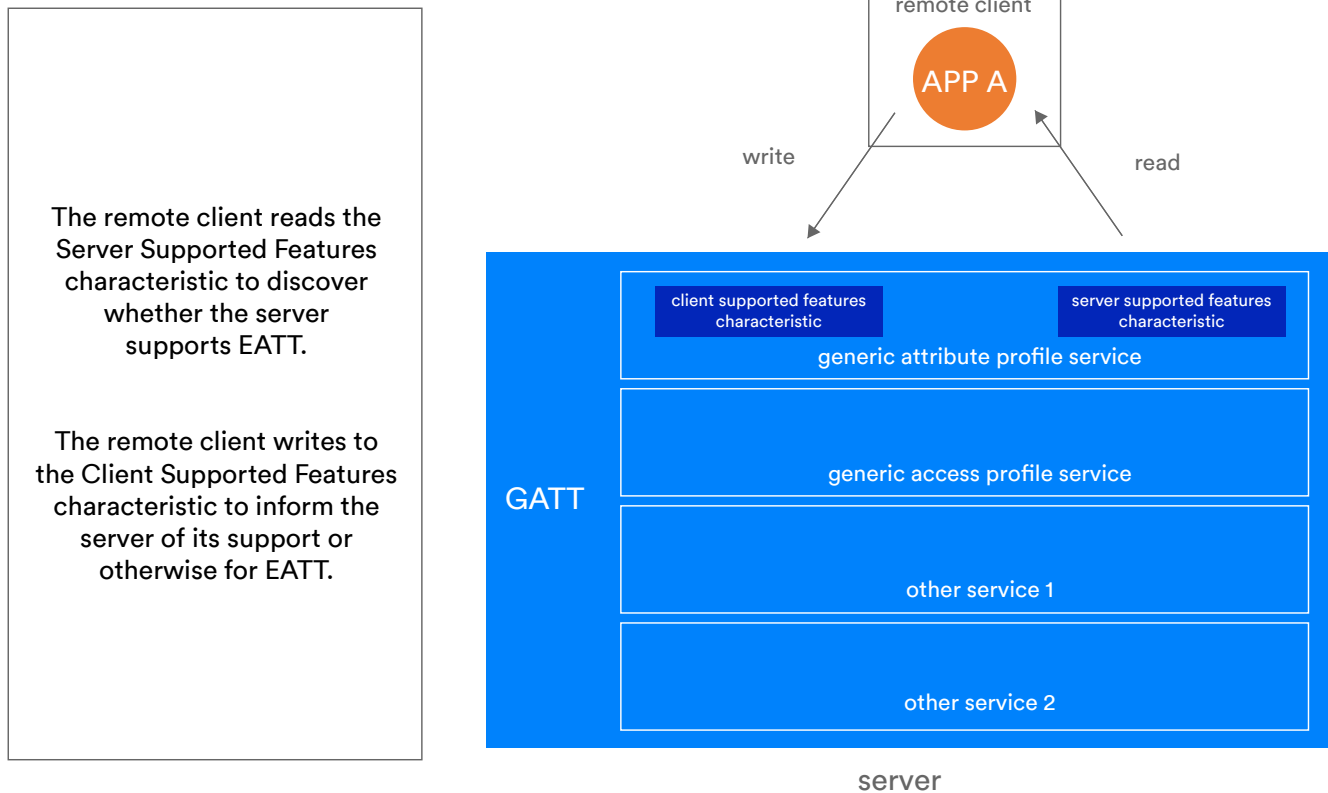 The remote client reads the
Server Supported Features
characteristic to discover
whether the server
supports EATT.
The remote client writes to
the Client Supported Features
characteristic to inform the
server of its support or
otherwise for EATT.
remote client
APP A
write
read
GATT
client supported features
characteristic
server supported features
characteristic
generic attribute profile service
generic access profile service
other service 1
other service 2
server